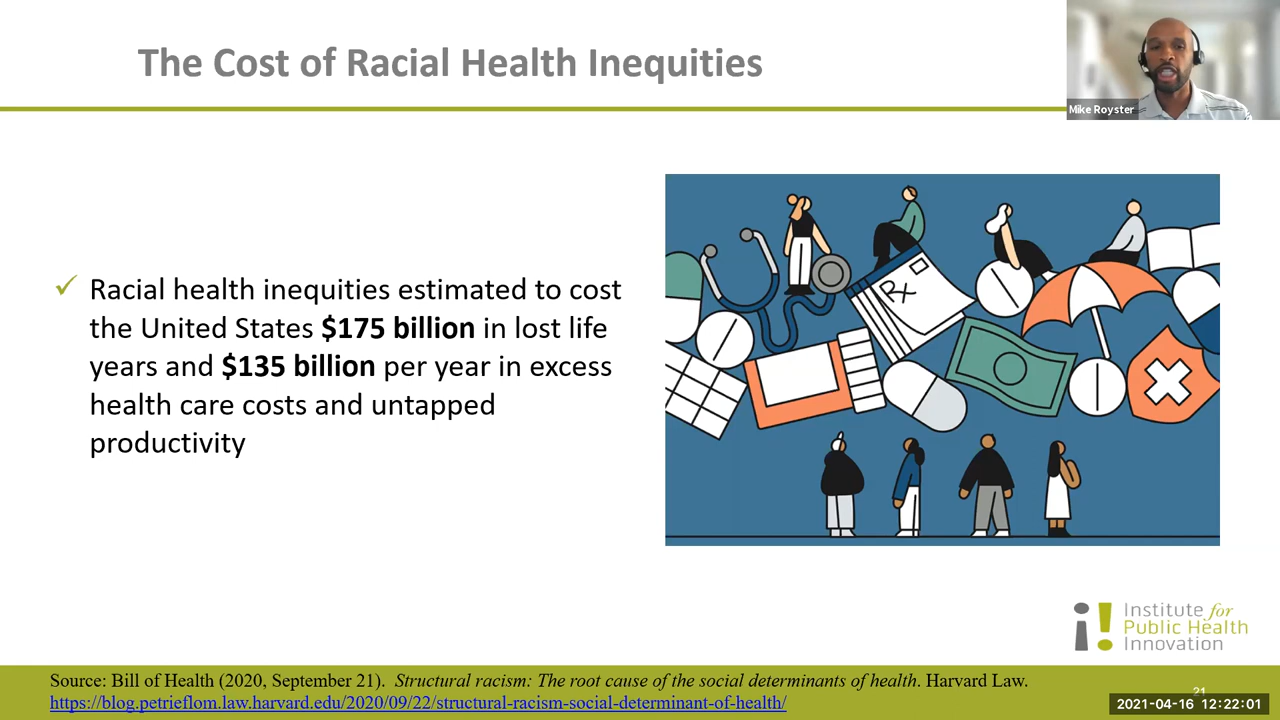 The Cost of Racial Health Inequities
Mike Royster
✓ Racial health inequities estimated to cost
the United States $175 billion in lost life
years and $135 billion per year in excess
health care costs and untapped
productivity
Rx
Institute for
Public Health
Innovation
Source: Bill of Health (2020, September 21). Structural racism: The root cause of the social determinants of health. Harvard Law.
https://blog.petrieflom.law.harvard.edu/2020/09/22/structural-racism-social-determinant-of-health/
21
2021-04-16 12:22:01